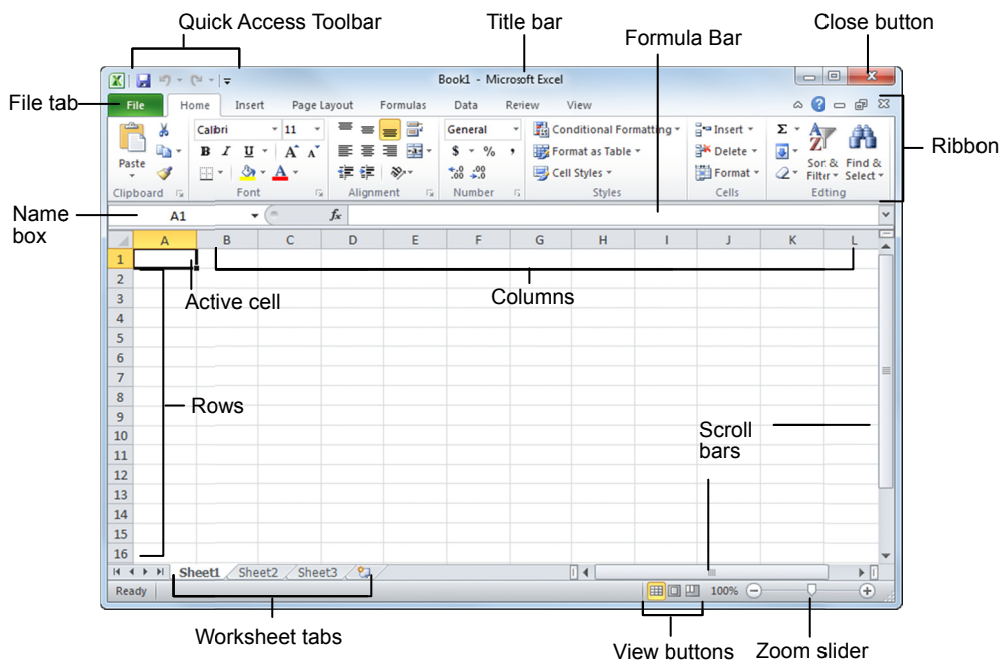 Quick Access Toolbar
Title bar
Formula Bar
Close button
Book1 - Microsoft Excel
File tab
File Home Insert Page Layout Formulas Data Review View
Ribbon
Calibri 11 General Conditional Formatting Insert Σ
Paste B I U A A $ % , Format as Table Delete Sort & Filter Find & Select
A Cell Styles Format
Clipboard Font Alignment Number Styles Cells Editing
Name box
A1 fx
A B C D E F G H I J K L
1
2
3
4
5
6
7
8
9
10
11
12
13
14
15
16
Active cell
Columns
Rows
Scroll
bars
Sheet1 Sheet2 Sheet3
Ready 100%
Worksheet tabs
View buttons
Zoom slider